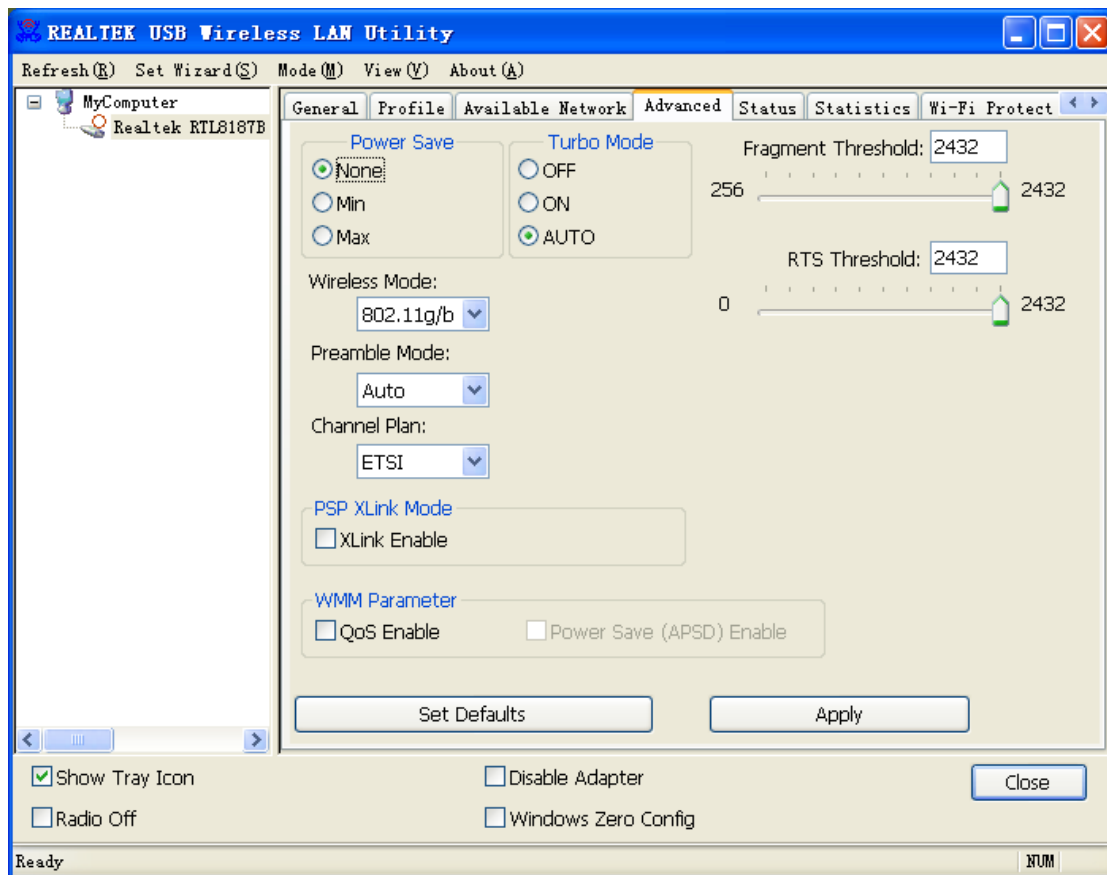 REALTEK USB Wireless LAN Utility
Refresh(R) Set Wizard(S) Mode(M) View(V) About(A)
MyComputer
Realtek RTL8187B
General Profile Available Network Advanced Status Statistics Wi-Fi Protect
Power Save
None
Min
Max
Turbo Mode
OFF
ON
AUTO
Fragment Threshold: 2432
256 2432
RTS Threshold: 2432
0 2432
Wireless Mode:
802.11g/b
Preamble Mode:
Auto
Channel Plan:
ETSI
PSP XLink Mode
XLink Enable
WMM Parameter
QoS Enable Power Save (APSD) Enable
Set Defaults Apply
Show Tray Icon Disable Adapter Close
Radio Off Windows Zero Config
Ready NUM